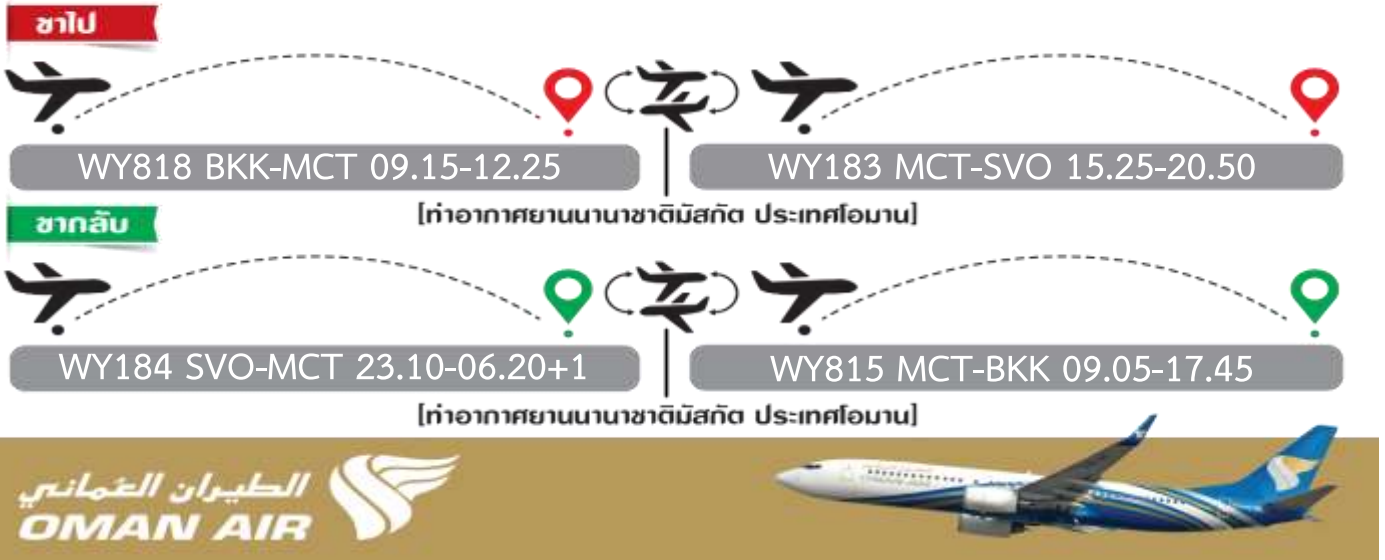 ขาไป
WY818 BKK-MCT 09.15-12.25
WY183 MCT-SVO 15.25-20.50
[ท่าอากาศยานนานาชาติมัสกัต ประเทศโอมาน]
ขากลับ
WY184 SVO-MCT 23.10-06.20+1
WY815 MCT-BKK 09.05-17.45
[ท่าอากาศยานนานาชาติมัสกัต ประเทศโอมาน]
الطيران العُماني
OMAN AIR
OMAN AIR